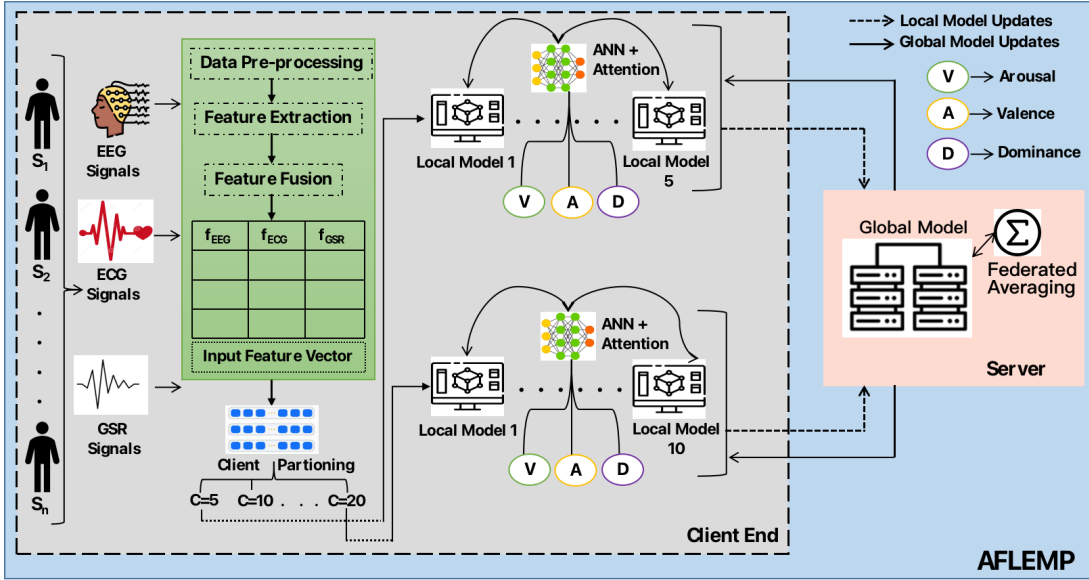 S1
S2
.
.
.
.
Sn
EEG
Signals
ECG
Signals
GSR
Signals
Data Pre-processing
Feature Extraction
Feature Fusion
fEEG fECG fGSR
Input Feature Vector
Client Partioning
C=5 C=10 . . . C=20
ANN +
Attention
Local Model 1
. . . . . . .
Local Model
5
V A D
ANN +
Attention
Local Model 1
. . . . . . .
Local Model
10
V A D
Client End
Local Model Updates
Global Model Updates
V Arousal
A Valence
D Dominance
Global Model
Σ
Federated
Averaging
Server
AFLEMP